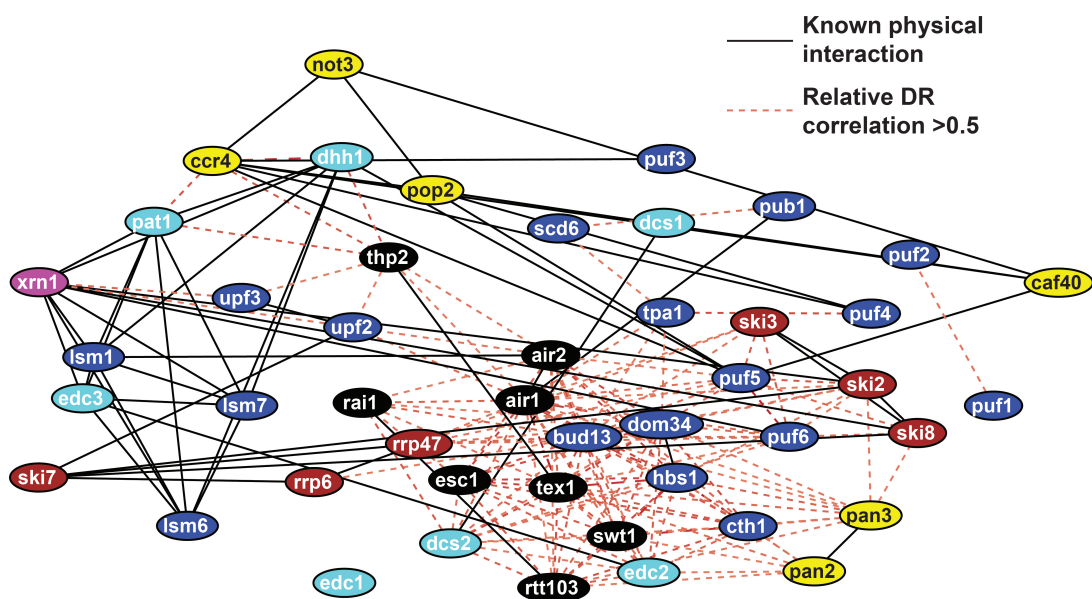 Known physical
interaction
Relative DR
correlation >0.5
not3
ccr4
dhh1
puf3
pop2
pat1
scd6
dcs1
pub1
thp2
puf2
xrn1
caf40
upf3
upf2
tpa1
puf4
ski3
lsm1
air2
puf5
ski2
edc3
lsm7
rai1
air1
puf1
dom34
bud13
puf6
ski8
rrp47
ski7
rrp6
esc1
tex1
hbs1
lsm6
pan3
cth1
swt1
dcs2
edc2
pan2
edc1
rtt103